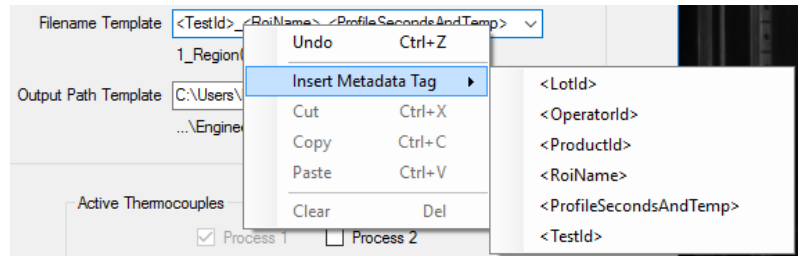 Filename Template <TestId>_<RoiName>_<ProfileSecondsAndTemp>
1_Region
Undo Ctrl+Z
Insert Metadata Tag
<LotId>
Output Path Template C:\Users\
Cut Ctrl+X
<OperatorId>
...\Engine
Copy Ctrl+C
<ProductId>
Paste Ctrl+V
<RoiName>
Active Thermocouples
Clear Del
<ProfileSecondsAndTemp>
Process 1 Process 2
<TestId>